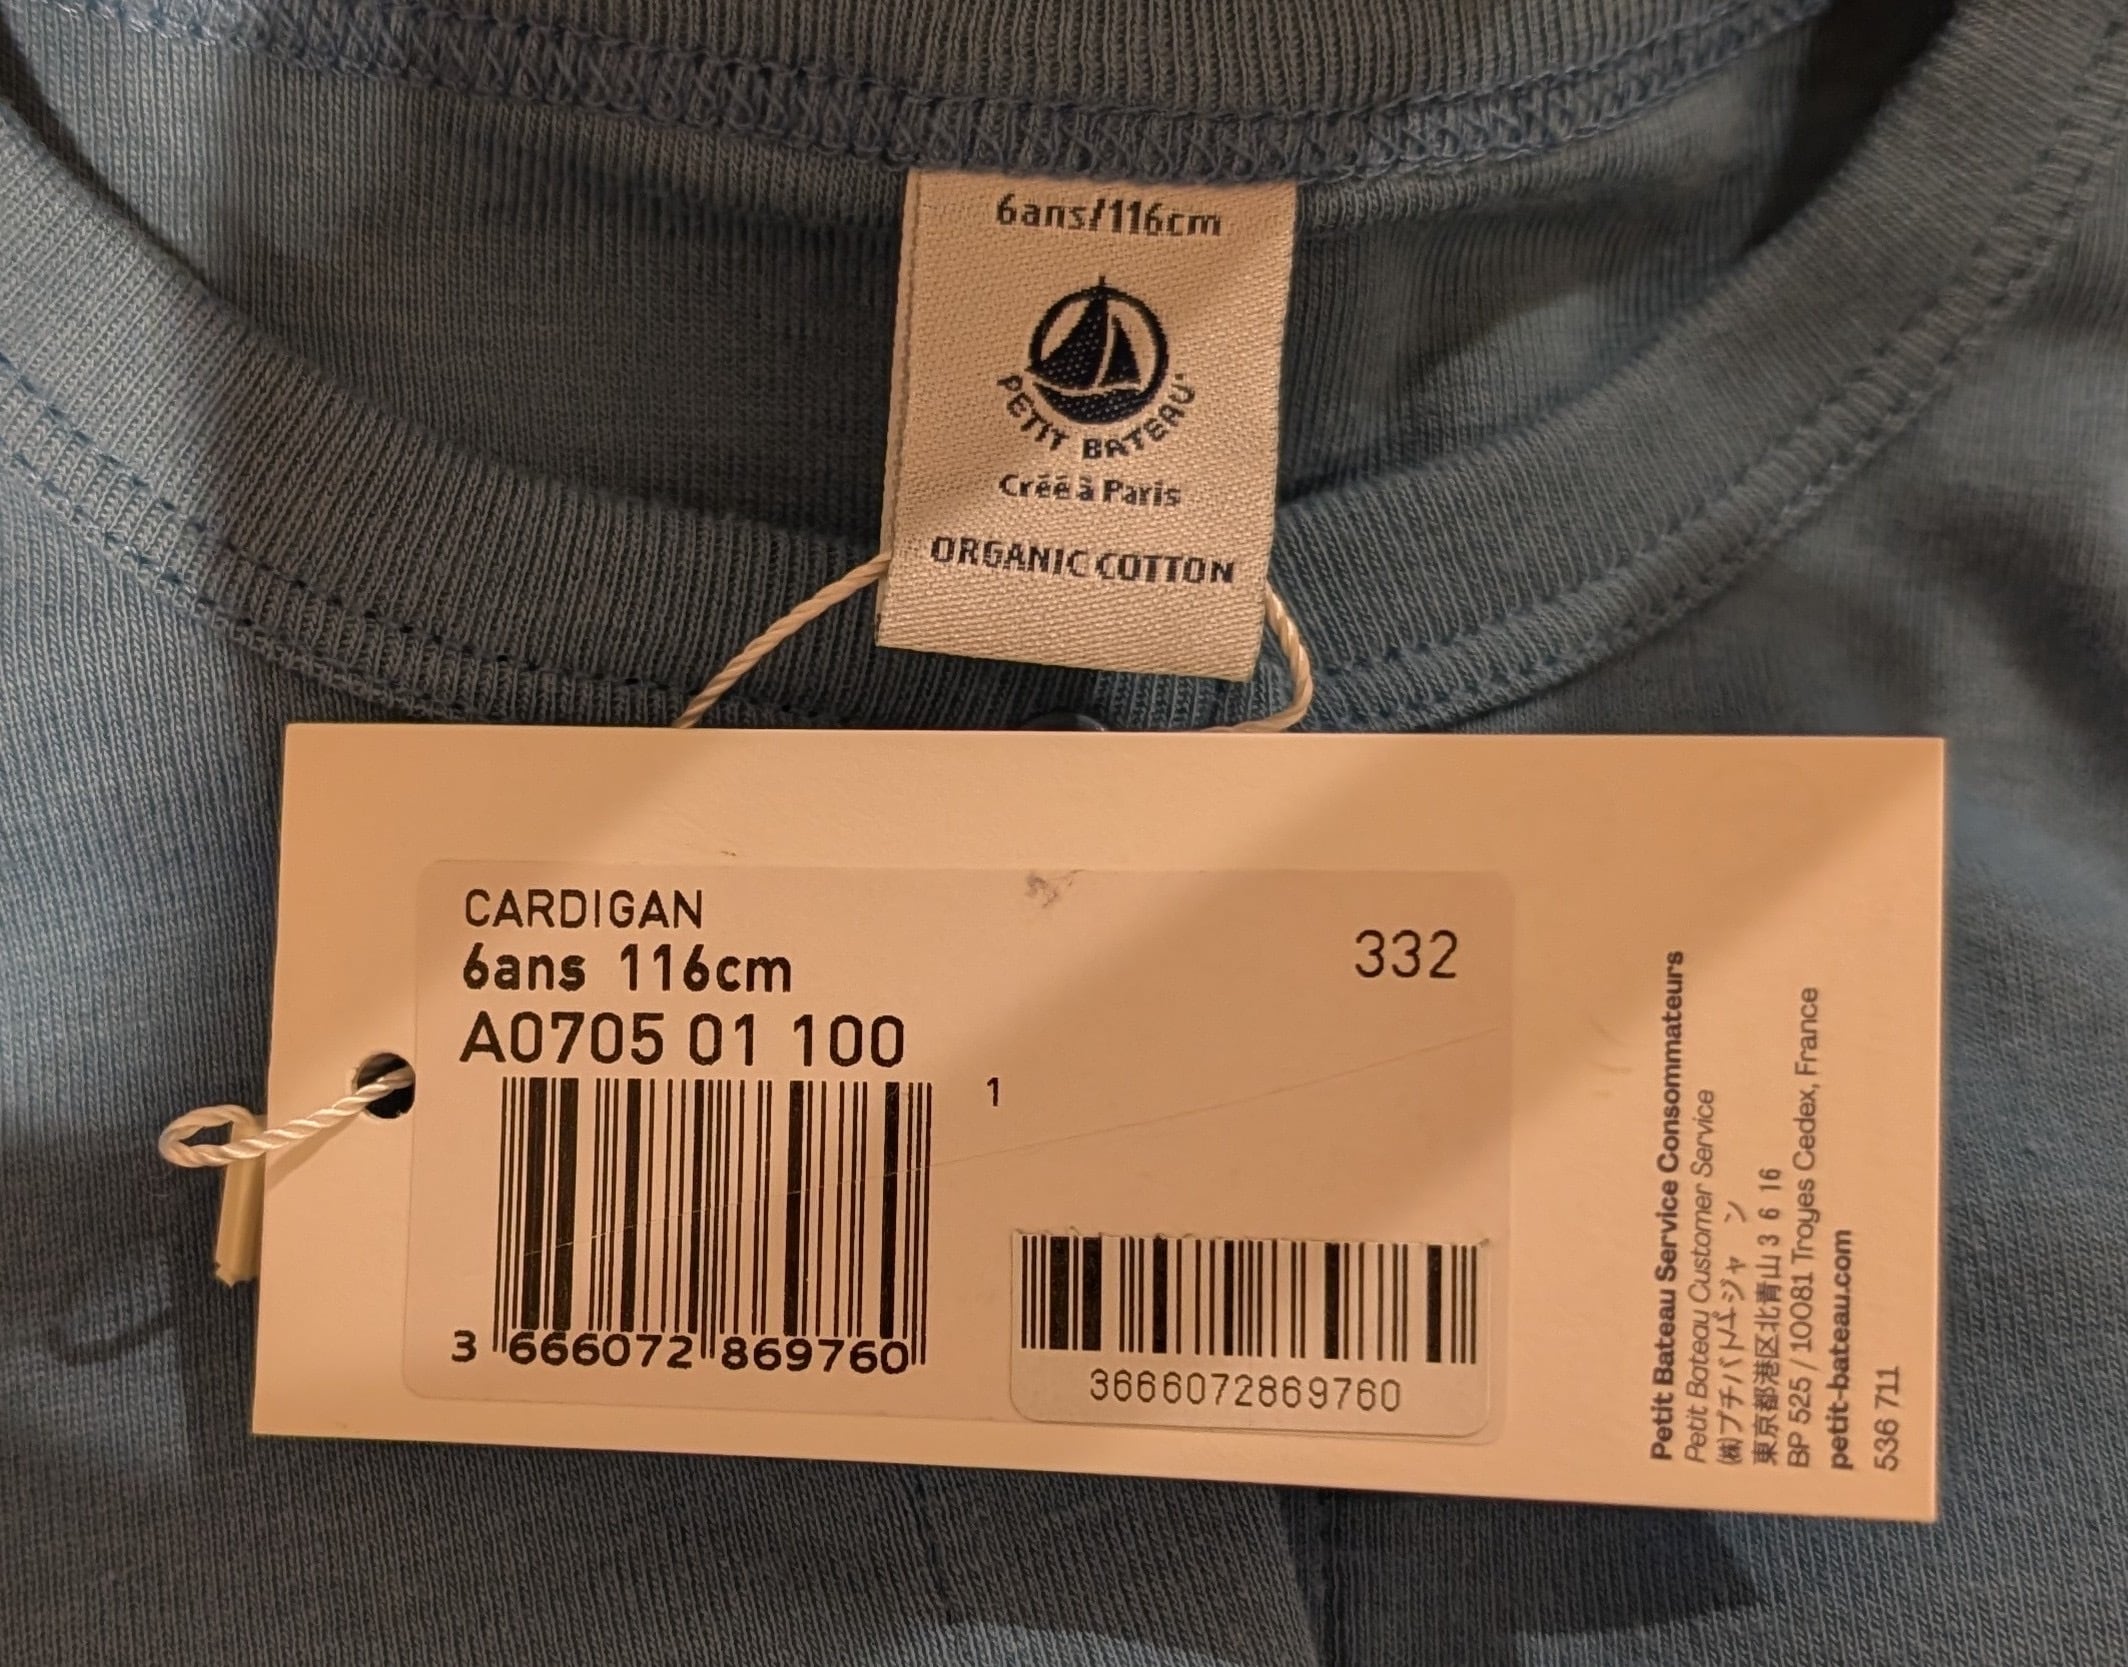 6ans/116cm
PETIT BATEAU
Créé à Paris
ORGANIC COTTON
CARDIGAN
6ans 116cm
332
A0705 01 100
1
3 666072 869760
3666072869760
Petit Bateau Service Consommateurs
Petit Bateau Customer Service
㈱プチバトー ジャパン
東京都港区北青山 3 6 16
BP 525 / 10081 Troyes Cedex, France
petit-bateau.com
536 711